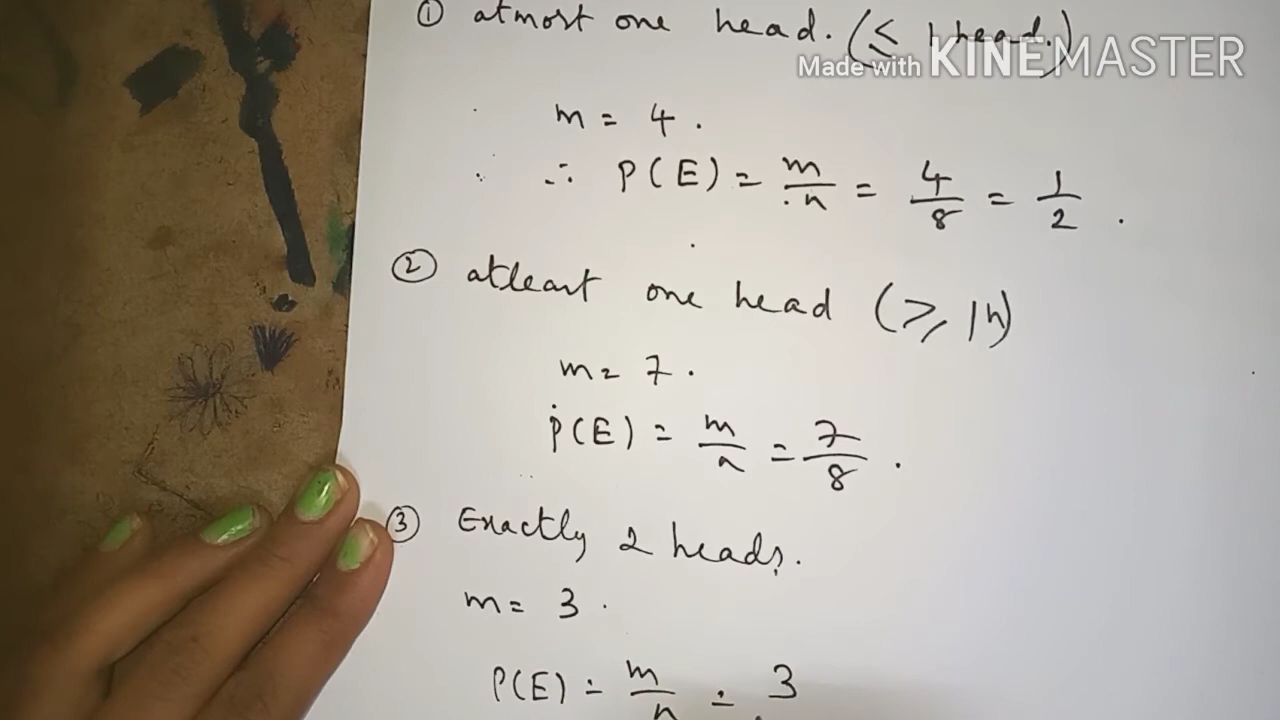 ① atmost one head. (≤ 1 head.)
Made with KINEMASTER
m = 4.
∴ P(E) = m/n = 4/8 = 1/2.
② atleast one head (≥ 1h)
m = 7.
P(E) = m/n = 7/8.
③ Exactly 2 heads.
m = 3.
P(E) = m/n = 3